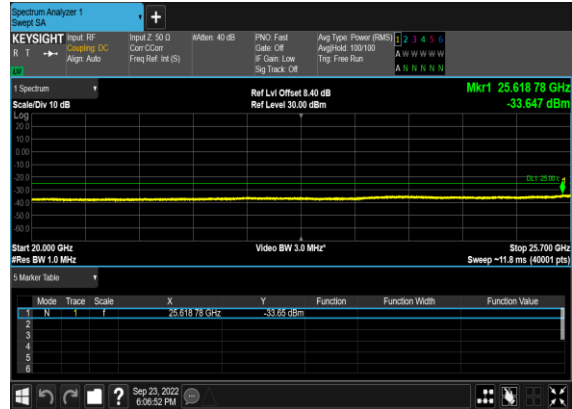 Spectrum Analyzer 1
Swept SA
+
KEYSIGHT Input: RF Input Z: 50 Ω #Atten: 40 dB PNO: Fast Avg Type: Power (RMS) 1 2 3 4 5 6
R T Coupling: DC Corr CCorr Gate: Off Avg|Hold: 100/100 A W W W W W
Align: Auto Freq Ref: Int (S) IF Gain: Low Trig: Free Run
Sig Track: Off A N N N N N
1 Spectrum Ref Lvl Offset 8.40 dB Mkr1 25.618 78 GHz
Scale/Div 10 dB Ref Level 30.00 dBm -33.647 dBm
Log
20.0
10.0
0.00
-10.0
-20.0 DL1 -25.00
-30.0
-40.0
-50.0
-60.0
Start 20.000 GHz Video BW 3.0 MHz* Stop 25.700 GHz
#Res BW 1.0 MHz Sweep ~11.8 ms (40001 pts)
5 Marker Table
Mode Trace Scale X Y Function Function Width Function Value
1 N 1 f 25.618 78 GHz -33.65 dBm
2
3
4
5
6
? Sep 23, 2022
6:06:52 PM